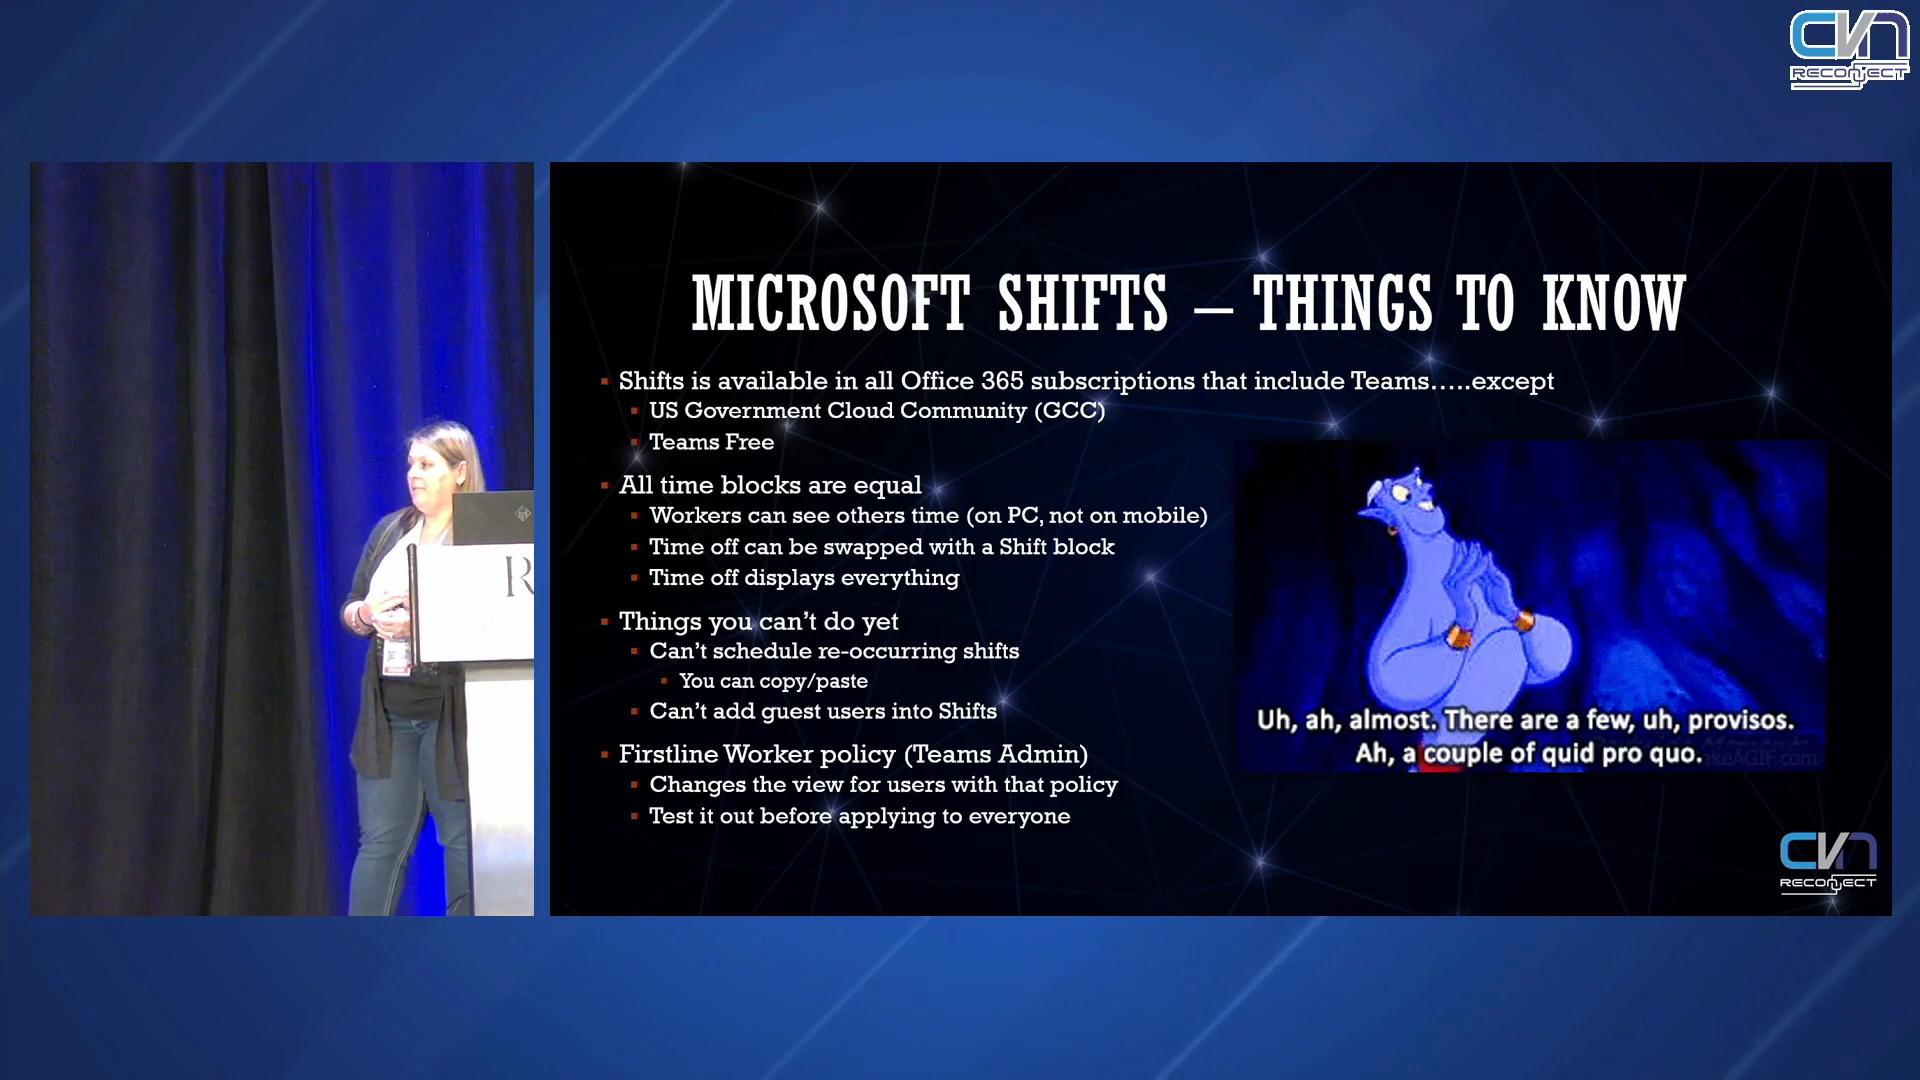 CVN
RECONJECT
MICROSOFT SHIFTS – THINGS TO KNOW
Shifts is available in all Office 365 subscriptions that include Teams.....except
US Government Cloud Community (GCC)
Teams Free
All time blocks are equal
Workers can see others time (on PC, not on mobile)
Time off can be swapped with a Shift block
Time off displays everything
Things you can't do yet
Can't schedule re-occurring shifts
You can copy/paste
Can't add guest users into Shifts
Firstline Worker policy (Teams Admin)
Changes the view for users with that policy
Test it out before applying to everyone
Uh, ah, almost. There are a few, uh, provisos.
Ah, a couple of quid pro quo.
R
CVN
RECONJECT